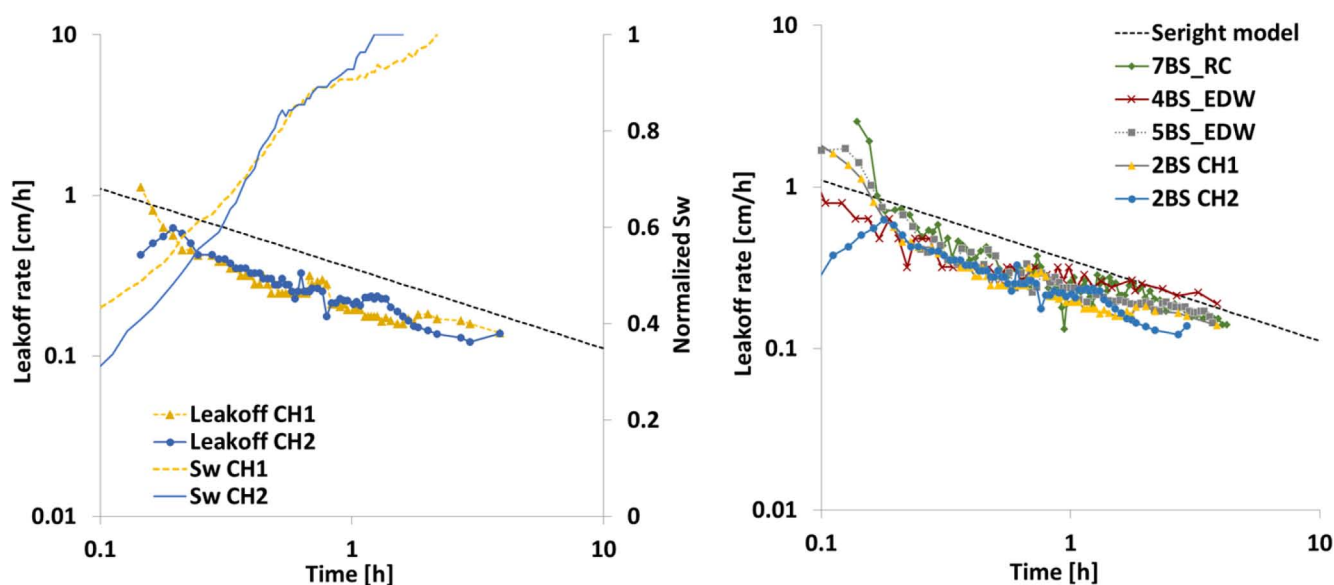 10
1
0.1
0.01
Leakoff rate [cm/h]
1
0.8
0.6
0.4
0.2
0
Normalized Sw
Leakoff CH1
Leakoff CH2
Sw CH1
Sw CH2
0.1
1
10
Time [h]
10
1
0.1
0.01
Leakoff rate [cm/h]
Seright model
7BS_RC
4BS_EDW
5BS_EDW
2BS CH1
2BS CH2
0.1
1
10
Time [h]